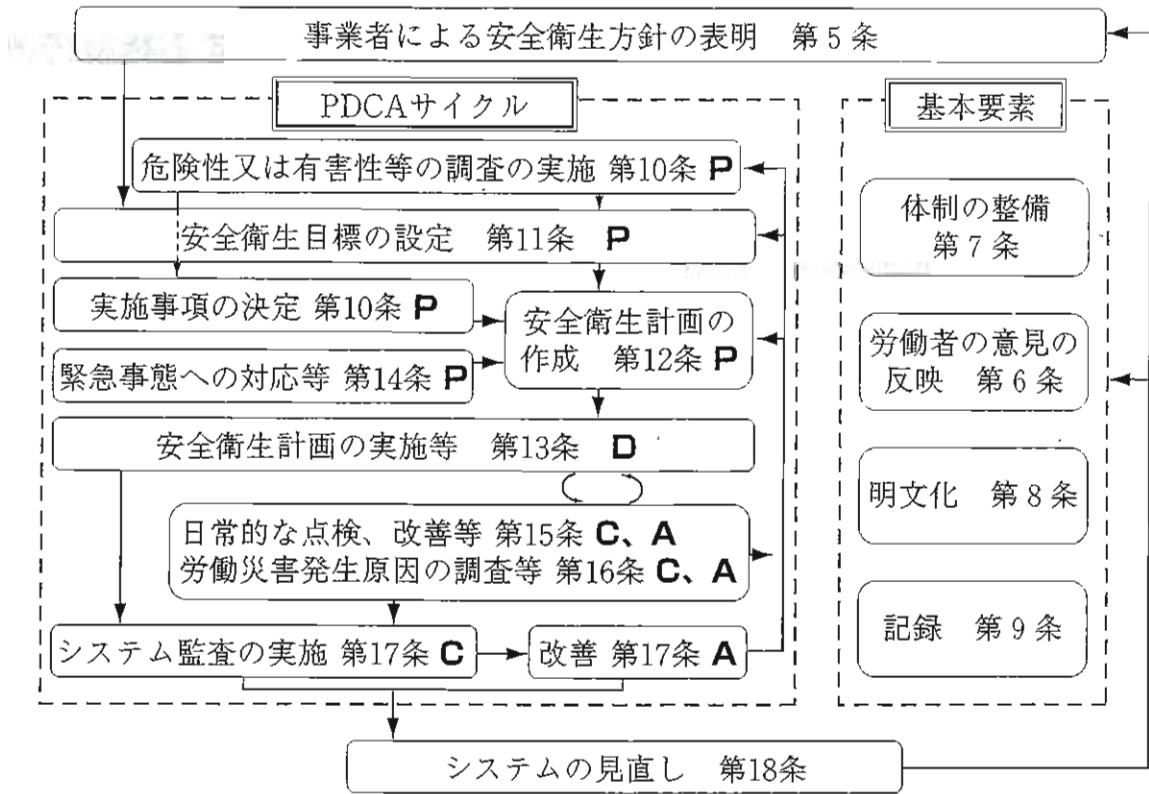 事業者による安全衛生方針の表明 第5条
PDCAサイクル
危険性又は有害性等の調査の実施 第10条 P
安全衛生目標の設定 第11条 P
実施事項の決定 第10条 P
安全衛生計画の
作成 第12条 P
緊急事態への対応等 第14条 P
安全衛生計画の実施等 第13条 D
日常的な点検、改善等 第15条 C、A
労働災害発生原因の調査等 第16条 C、A
システム監査の実施 第17条 C
改善 第17条 A
基本要素
体制の整備
第7条
労働者の意見の
反映 第6条
明文化 第8条
記録 第9条
システムの見直し 第18条